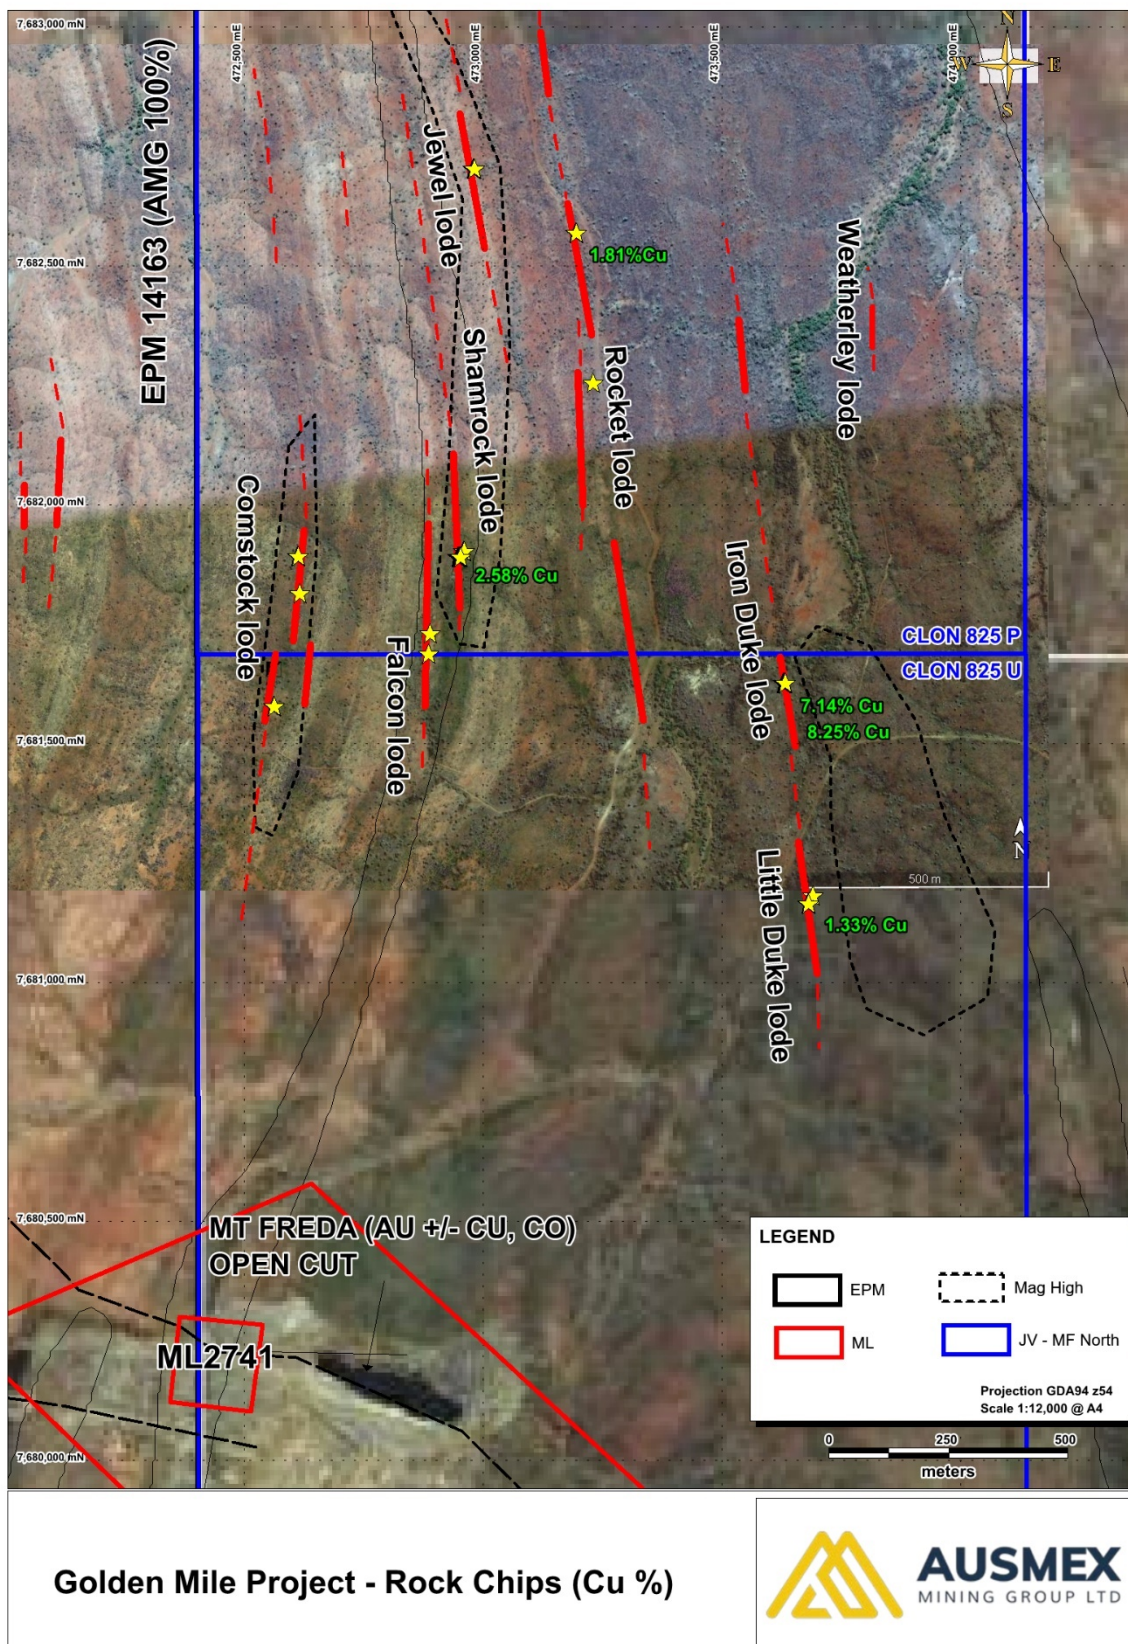 7,683,000 mN
472,500 mE
473,000 mE
473,500 mE
474,000 mE
N
W
E
S
EPM 14163 (AMG 100%)
Jewel lode
1.81%Cu
7,682,500 mN
Weatherley lode
Shamrock lode
Rocket lode
7,682,000 mN
Comstock lode
2.58% Cu
Iron Duke lode
CLON 825 P
CLON 825 U
Falcon lode
7.14% Cu
8.25% Cu
7,681,500 mN
N
500 m
Little Duke lode
1.33% Cu
7,681,000 mN
7,680,500 mN
MT FREDA (AU +/- CU, CO)
OPEN CUT
ML2741
7,680,000 mN
LEGEND
EPM
Mag High
ML
JV - MF North
Projection GDA94 z54
Scale 1:12,000 @ A4
0 250 500
meters
Golden Mile Project - Rock Chips (Cu %)
AUSMEX
MINING GROUP LTD